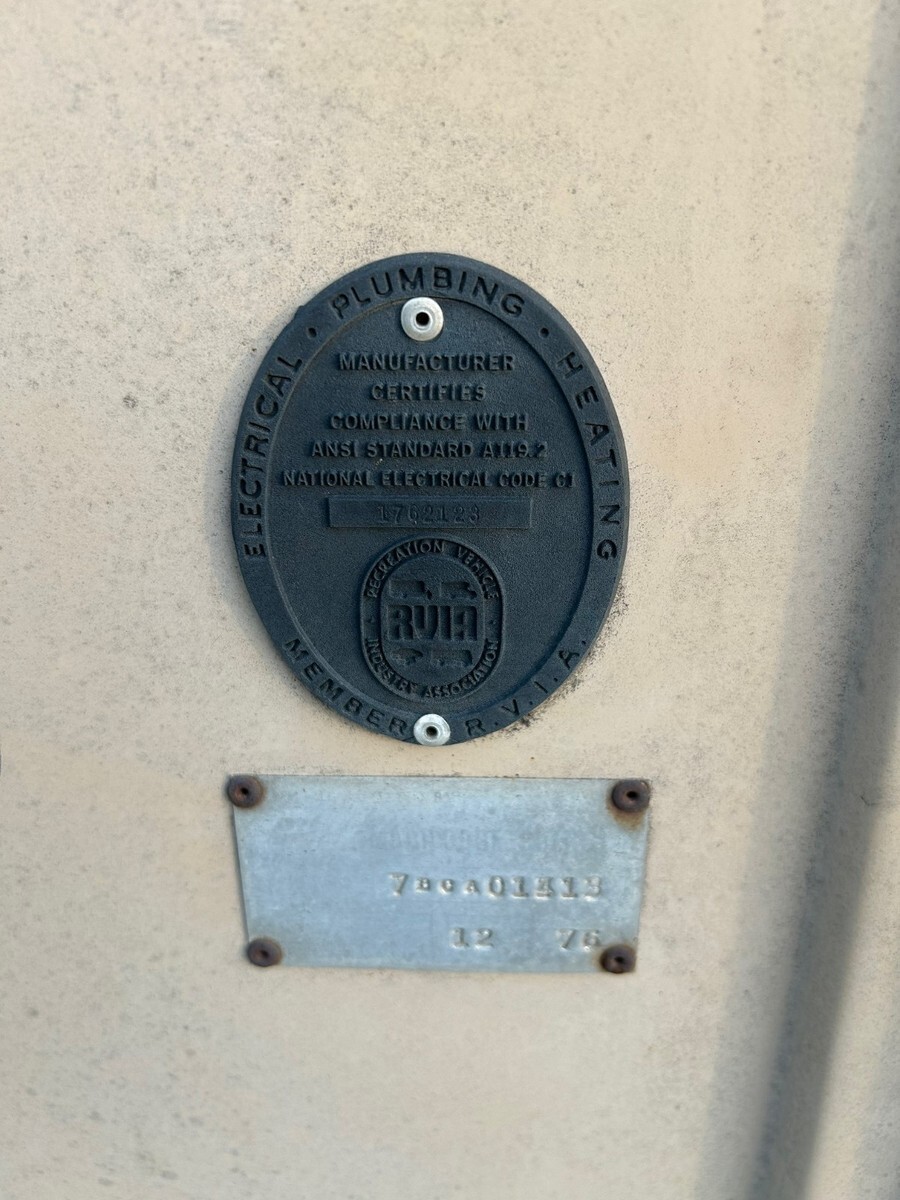 ELECTRICAL · PLUMBING · HEATING
MANUFACTURER
CERTIFIES
COMPLIANCE WITH
ANSI STANDARD A119.2
NATIONAL ELECTRICAL CODE C1
1762123
RECREATION VEHICLE
RVIA
INDUSTRY ASSOCIATION
MEMBER R.V.I.A.
12 76